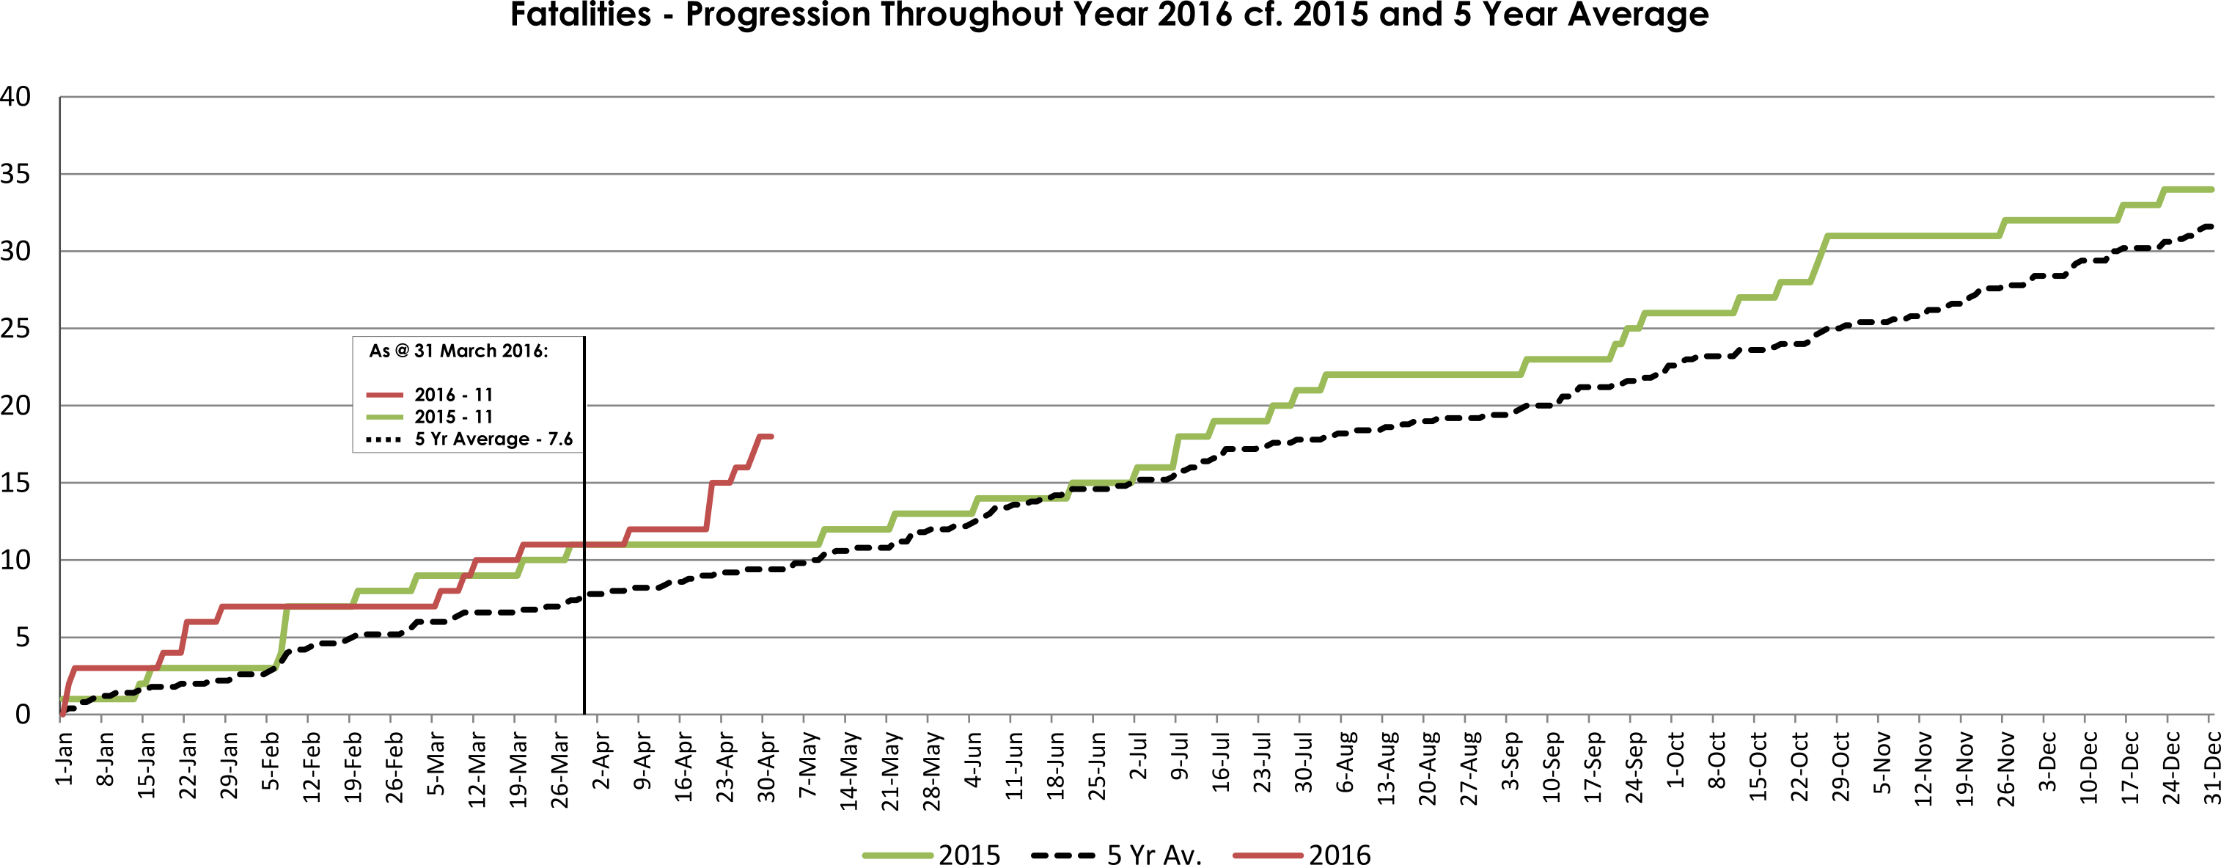 Fatalities - Progression Throughout Year 2016 cf. 2015 and 5 Year Average
40
35
30
25
20
15
10
5
0
As @ 31 March 2016:
2016 - 11
2015 - 11
5 Yr Average - 7.6
1-Jan
8-Jan
15-Jan
22-Jan
29-Jan
5-Feb
12-Feb
19-Feb
26-Feb
5-Mar
12-Mar
19-Mar
26-Mar
2-Apr
9-Apr
16-Apr
23-Apr
30-Apr
7-May
14-May
21-May
28-May
4-Jun
11-Jun
18-Jun
25-Jun
2-Jul
9-Jul
16-Jul
23-Jul
30-Jul
6-Aug
13-Aug
20-Aug
27-Aug
3-Sep
10-Sep
17-Sep
24-Sep
1-Oct
8-Oct
15-Oct
22-Oct
29-Oct
5-Nov
12-Nov
19-Nov
26-Nov
3-Dec
10-Dec
17-Dec
24-Dec
31-Dec
2015
5 Yr Av.
2016